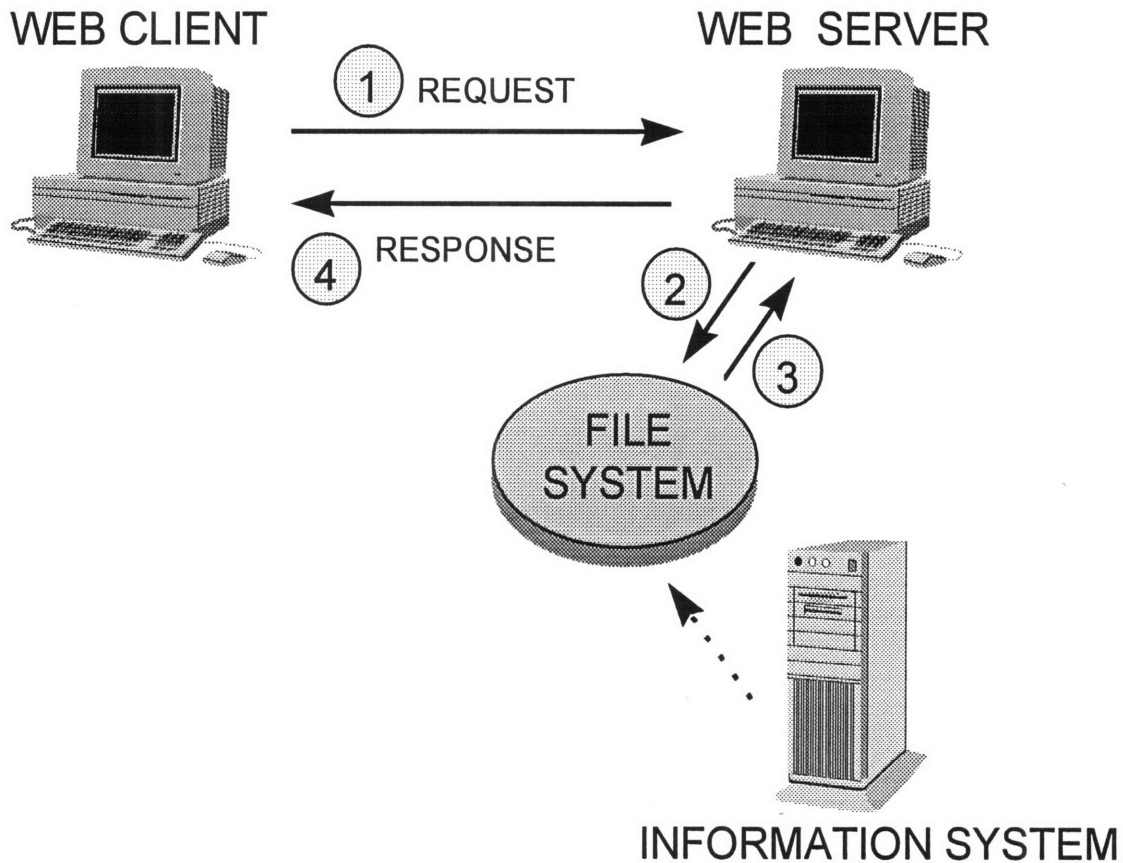 WEB CLIENT
WEB SERVER
1 REQUEST
4 RESPONSE
2
3
FILE
SYSTEM
INFORMATION SYSTEM